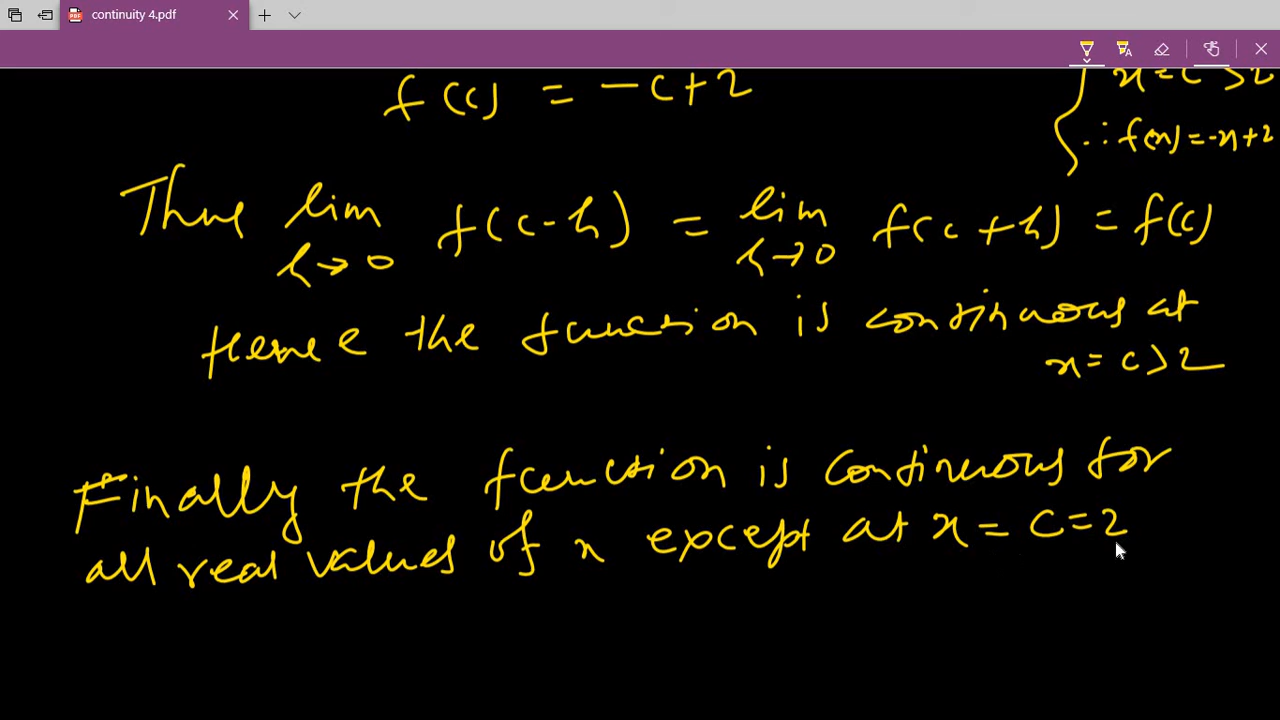 continuity 4.pdf
f(c) = -c+2
x = c > 2
∴ f(x) = -x+2
Thus lim f(c-h) = lim f(c+h) = f(c)
h→0 h→0
Hence the function is continuous at
x = c > 2
Finally the function is continuous for
all real values of x except at x = c = 2